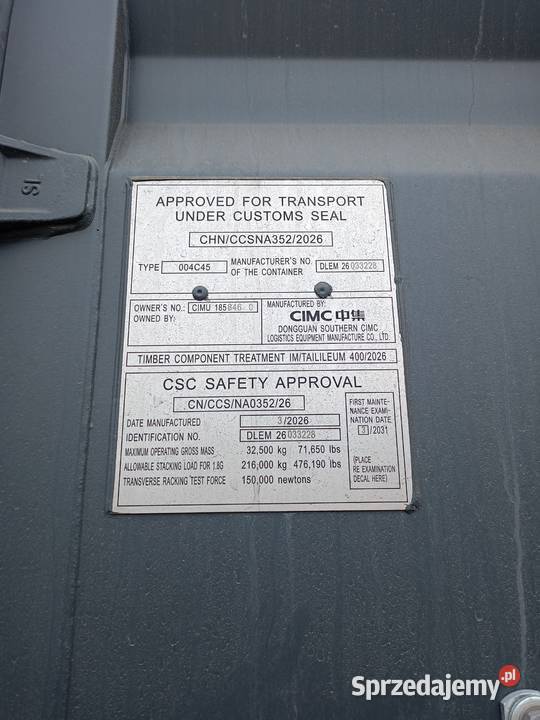 SI
APPROVED FOR TRANSPORT
UNDER CUSTOMS SEAL
CHN/CCSNA352/2026
TYPE 004C45 MANUFACTURER'S NO. OF THE CONTAINER DLEM 26 033228
OWNER'S NO.: CIMU 185846 0
OWNED BY:
MANUFACTURED BY:
CIMC中集
DONGGUAN SOUTHERN CIMC
LOGISTICS EQUIPMENT MANUFACTURE CO., LTD
TIMBER COMPONENT TREATMENT IM/TAILILEUM 400/2026
CSC SAFETY APPROVAL
CN/CCS/NA0352/26
DATE MANUFACTURED 3/2026
IDENTIFICATION NO. DLEM 26 033228
MAXIMUM OPERATING GROSS MASS 32,500 kg 71,650 lbs
ALLOWABLE STACKING LOAD FOR 1.8G 216,000 kg 476,190 lbs
TRANSVERSE RACKING TEST FORCE 150,000 newtons
FIRST MAINTE-
NANCE EXAMI-
NATION DATE
3/2031
(PLACE
RE EXAMINATION
DECAL HERE)
Sprzedajemy.pl